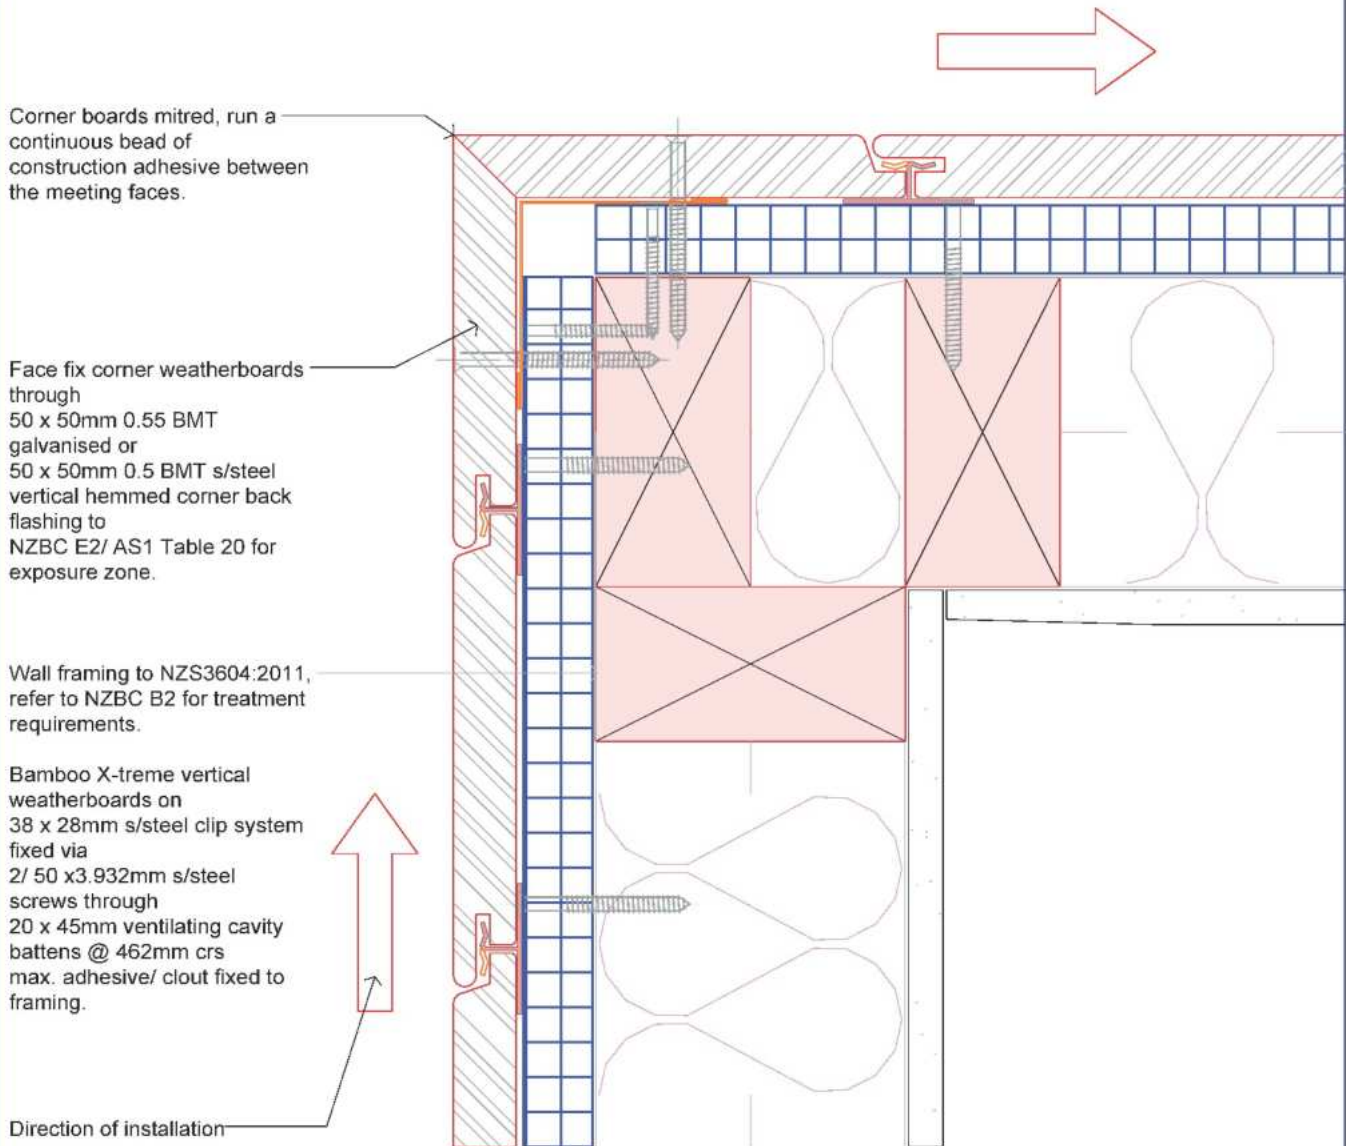 Corner boards mitred, run a
continuous bead of
construction adhesive between
the meeting faces.
Face fix corner weatherboards
through
50 x 50mm 0.55 BMT
galvanised or
50 x 50mm 0.5 BMT s/steel
vertical hemmed corner back
flashing to
NZBC E2/ AS1 Table 20 for
exposure zone.
Wall framing to NZS3604:2011,
refer to NZBC B2 for treatment
requirements.
Bamboo X-treme vertical
weatherboards on
38 x 28mm s/steel clip system
fixed via
2/ 50 x3.932mm s/steel
screws through
20 x 45mm ventilating cavity
battens @ 462mm crs
max. adhesive/ clout fixed to
framing.
Direction of installation